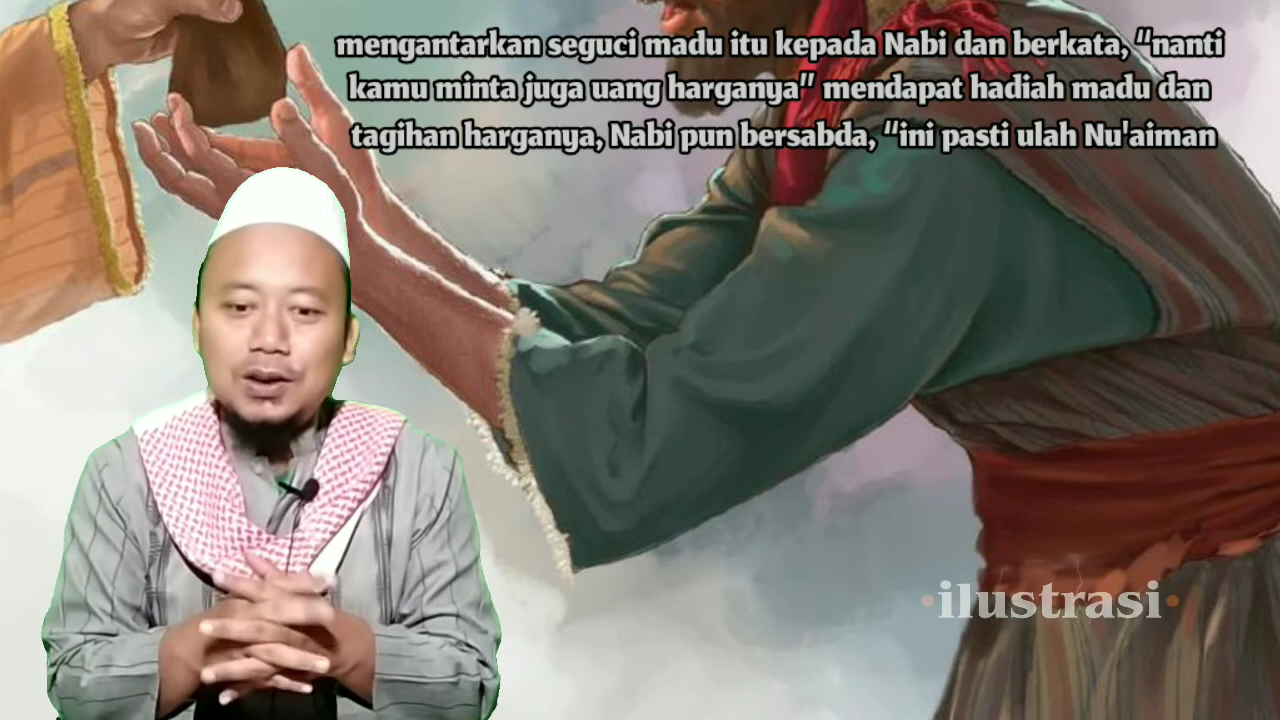 mengantarkan seguci madu itu kepada Nabi dan berkata, “nanti
kamu minta juga uang harganya” mendapat hadiah madu dan
tagihan harganya, Nabi pun bersabda, “ini pasti ulah Nu'aiman
•ilustrasi•